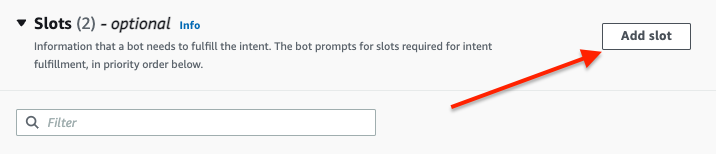 Slots (2) - optional Info
Add slot
Information that a bot needs to fulfill the intent. The bot prompts for slots required for intent
fulfillment, in priority order below.
Filter